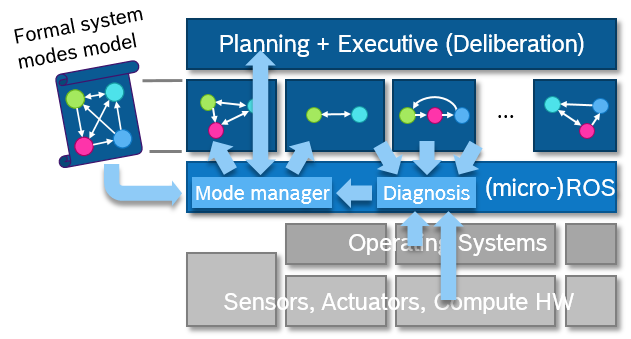 Formal system
modes model
Planning + Executive (Deliberation)
...
Mode manager
Diagnosis
(micro-)ROS
Operating Systems
Sensors, Actuators, Compute HW